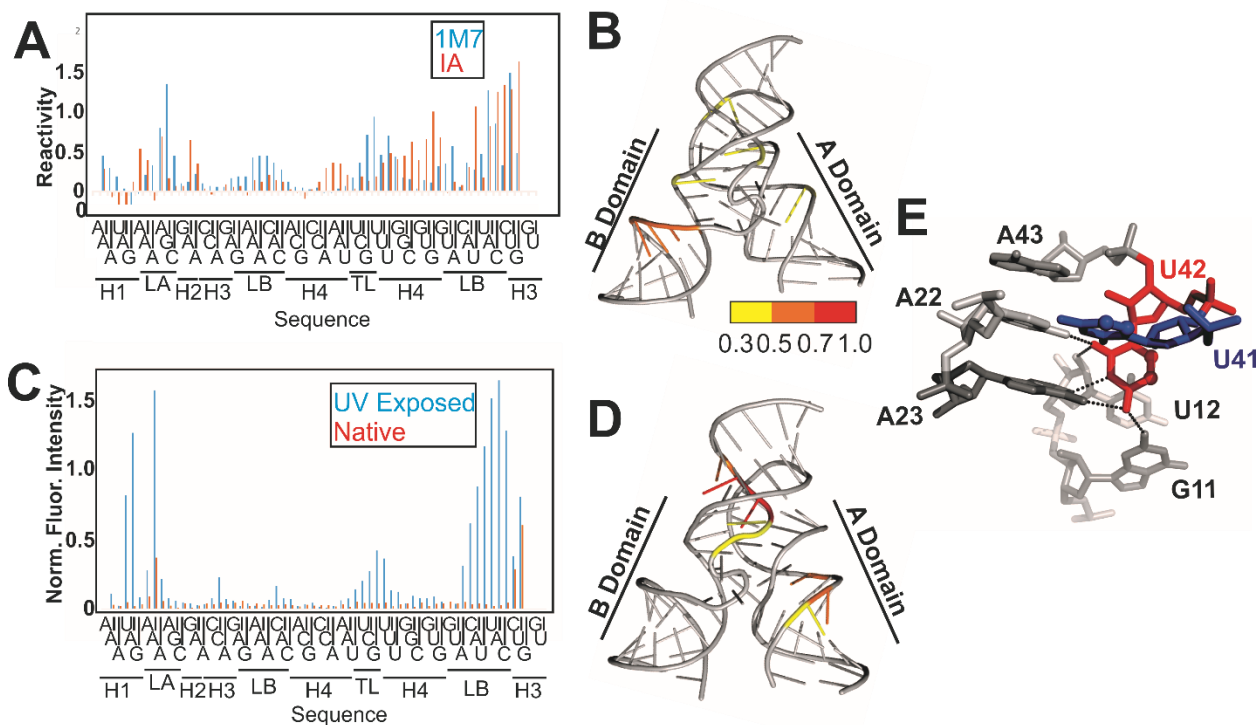 A
2
1M7
IA
1.5
1.0
0.5
0
0
Reactivity
H1 LA H2 H3 LB H4 TL H4 LB H3
Sequence
B
B Domain
A Domain
0.3 0.5 0.7 1.0
C
UV Exposed
Native
1.5
1.0
0.5
0
Norm. Fluor. Intensity
H1 LA H2 H3 LB H4 TL H4 LB H3
Sequence
D
B Domain
A Domain
E
A43
U42
A22
U41
A23
U12
G11